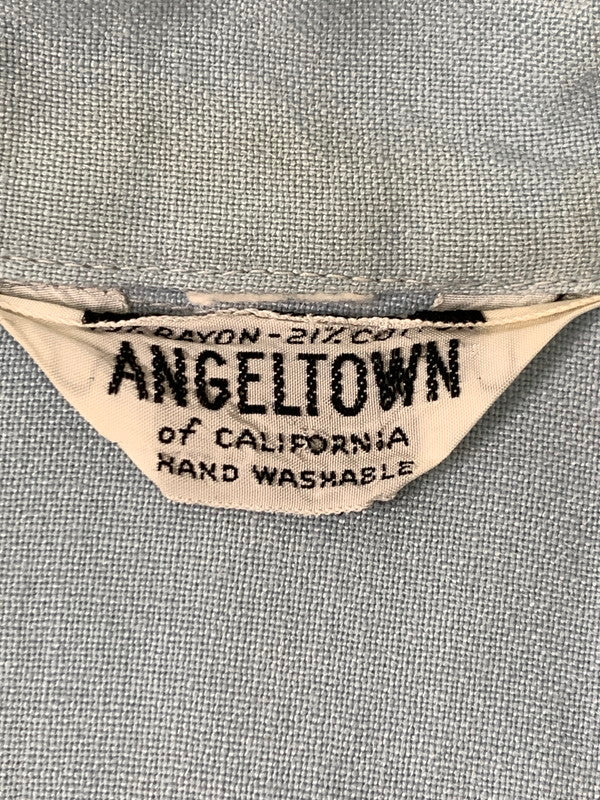 RAYON-21%
ANGELTOWN
of CALIFORNIA
HAND WASHABLE